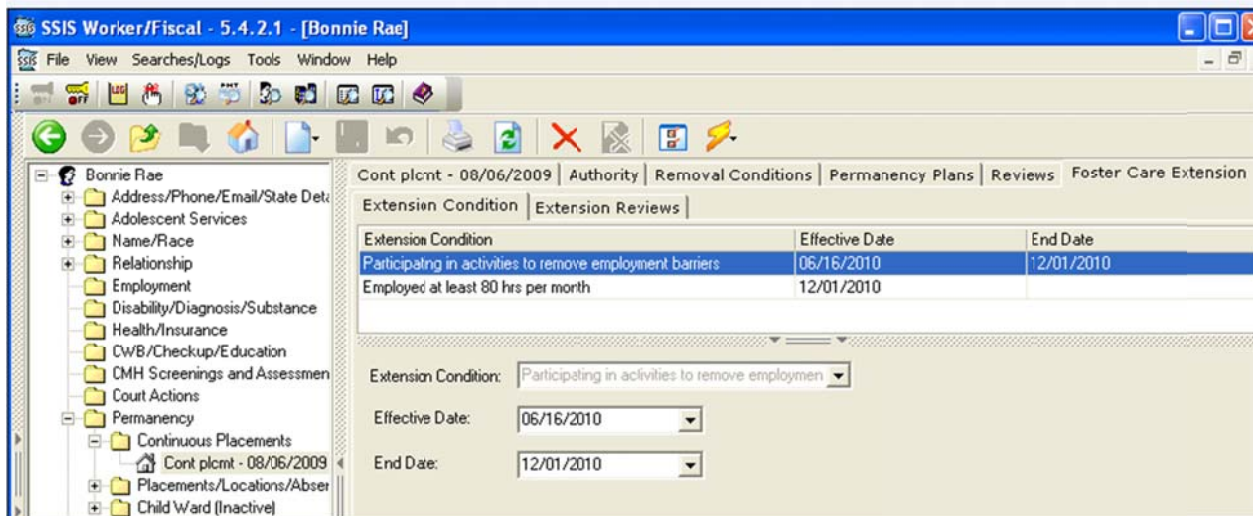 SSIS Worker/Fiscal - 5.4.2.1 - [Bonnie Rae]
File View Searches/Logs Tools Window Help
Cont plcmt - 08/06/2009 Authority Removal Conditions Permanency Plans Reviews Foster Care Extension
Extension Condition Extension Reviews
Extension Condition Effective Date End Date
Participating in activities to remove employment barriers 06/16/2010 12/01/2010
Employed at least 80 hrs per month 12/01/2010
Extension Condition: Participating in activities to remove employmen
Effective Date: 06/16/2010
End Date: 12/01/2010
Bonnie Rae
Address/Phone/Email/State Deta
Adolescent Services
Name/Race
Relationship
Employment
Disability/Diagnosis/Substance
Health/Insurance
CWB/Checkup/Education
CMH Screenings and Assessmen
Court Actions
Permanency
Continuous Placements
Cont plcmt - 08/06/2009
Placements/Locations/Abser
Child Ward (Inactive)